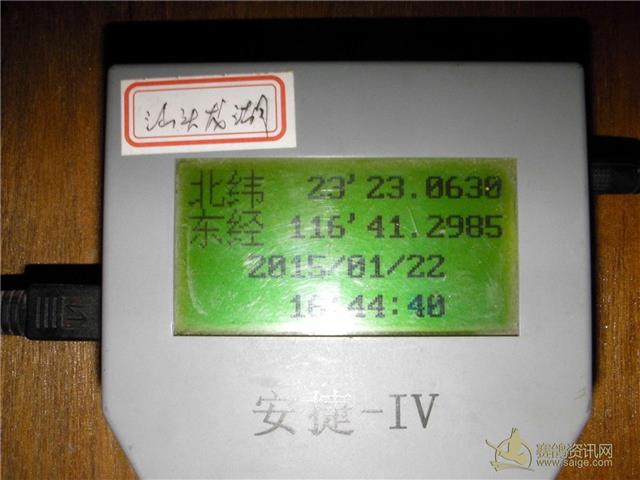 汕头龙湖
北纬 23'23.0630
东经 116'41.2985
2015/01/22
16:44:40
安捷-IV
赛鸽资讯网
www.saige.com